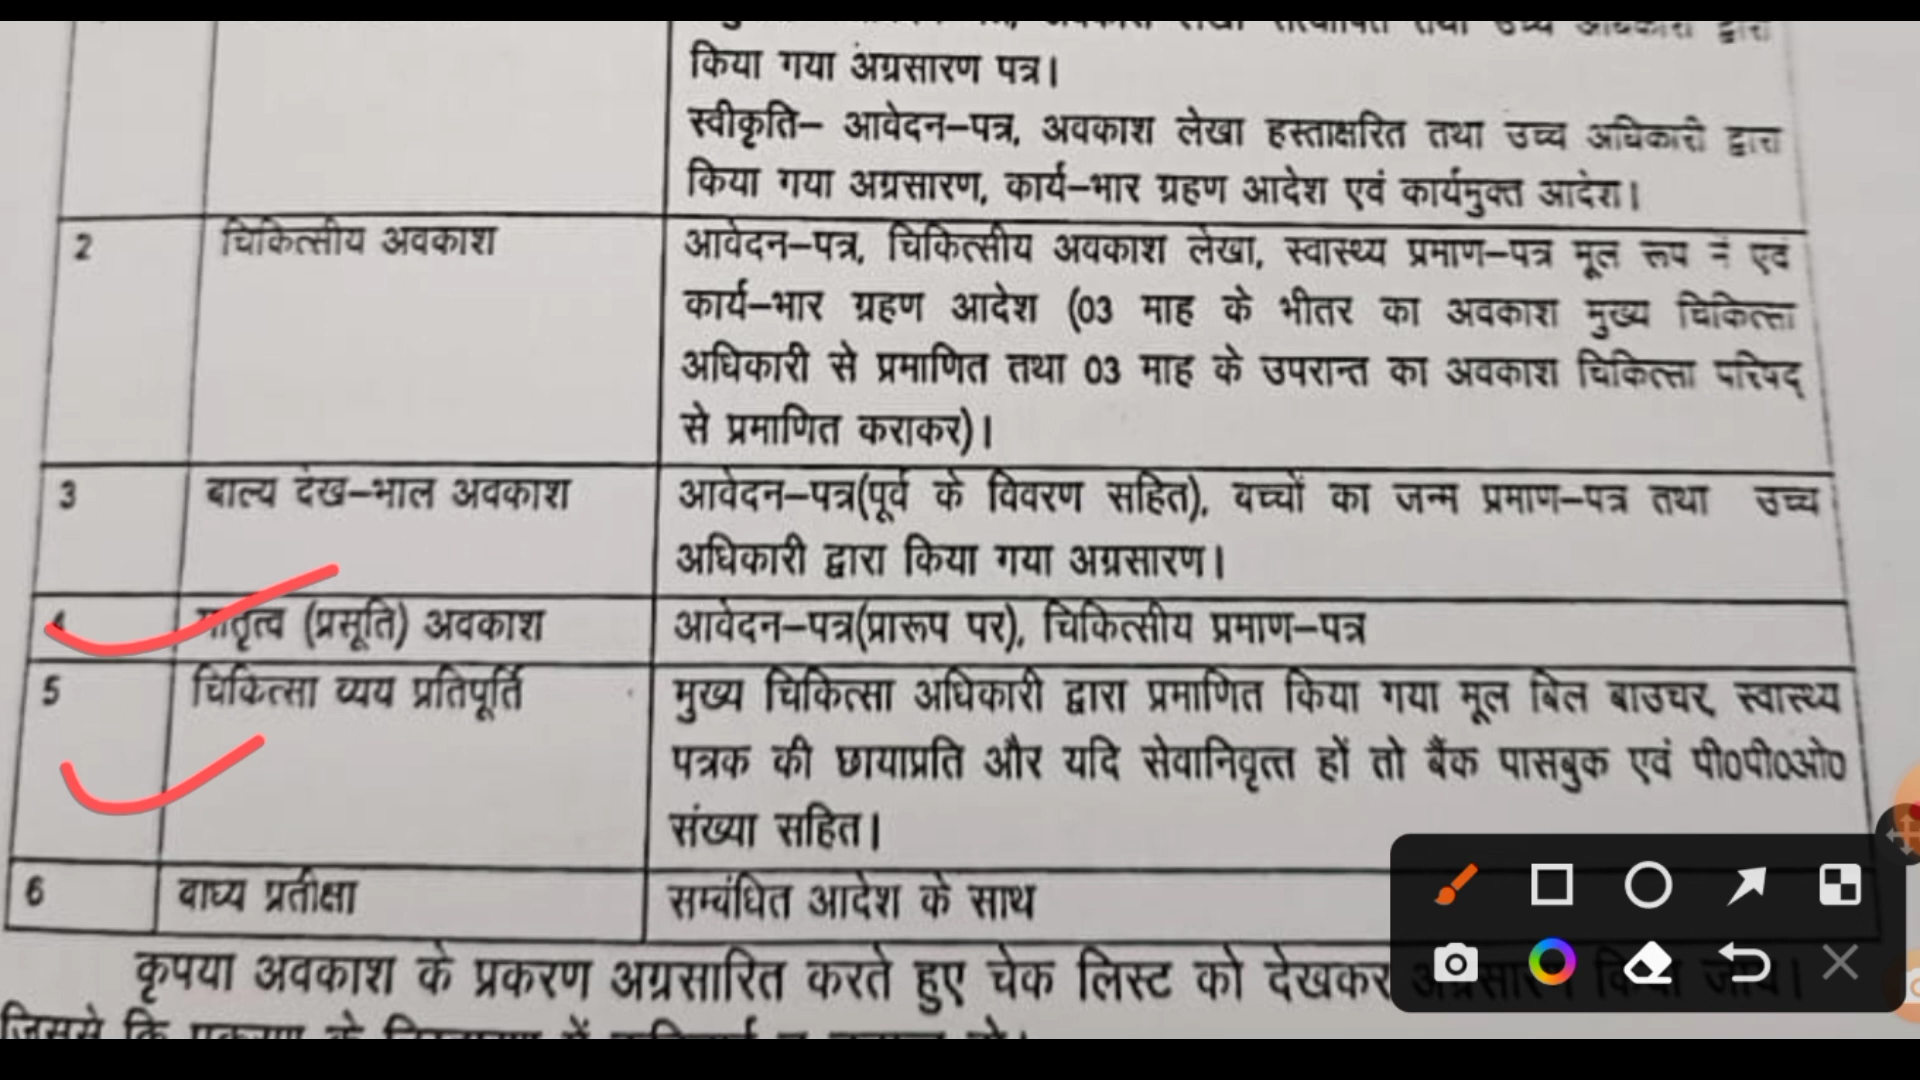 किया गया अंग्रसारण पत्र।
स्वीकृति– आवेदन–पत्र, अवकाश लेखा हस्ताक्षरित तथा उच्च अधिकारी द्वारा
किया गया अग्रसारण, कार्य–भार ग्रहण आदेश एवं कार्यमुक्त आदेश।
2 चिकित्सीय अवकाश आवेदन–पत्र, चिकित्सीय अवकाश लेखा, स्वास्थ्य प्रमाण–पत्र मूल रूप में एवं
कार्य–भार ग्रहण आदेश (03 माह के भीतर का अवकाश मुख्य चिकित्सा
अधिकारी से प्रमाणित तथा 03 माह के उपरान्त का अवकाश चिकित्सा परिषद्
से प्रमाणित कराकर)।
3 बाल्य देख–भाल अवकाश आवेदन–पत्र(पूर्व के विवरण सहित), बच्चों का जन्म प्रमाण–पत्र तथा उच्च
अधिकारी द्वारा किया गया अग्रसारण।
4 मातृत्व (प्रसूति) अवकाश आवेदन–पत्र(प्रारूप पर), चिकित्सीय प्रमाण–पत्र
5 चिकित्सा व्यय प्रतिपूर्ति मुख्य चिकित्सा अधिकारी द्वारा प्रमाणित किया गया मूल बिल बाउचर, स्वास्थ्य
पत्रक की छायाप्रति और यदि सेवानिवृत्त हों तो बैंक पासबुक एवं पी0पी0ओ0
संख्या सहित।
6 वाघ्य प्रतीक्षा सम्बंधित आदेश के साथ
कृपया अवकाश के प्रकरण अग्रसारित करते हुए चेक लिस्ट को देखकर